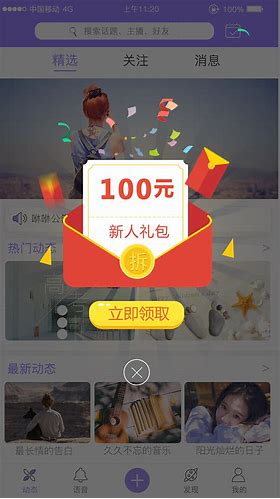 中国移动 4G 上午11:20 100%
搜索话题、主播、好友
精选 关注 消息
100元
新人礼包
咻咻公
拆
热门动态
立即领取
最新动态
最长情的告白 久久不忘的音乐 阳光灿烂的日子
动态 语音 发现 我的